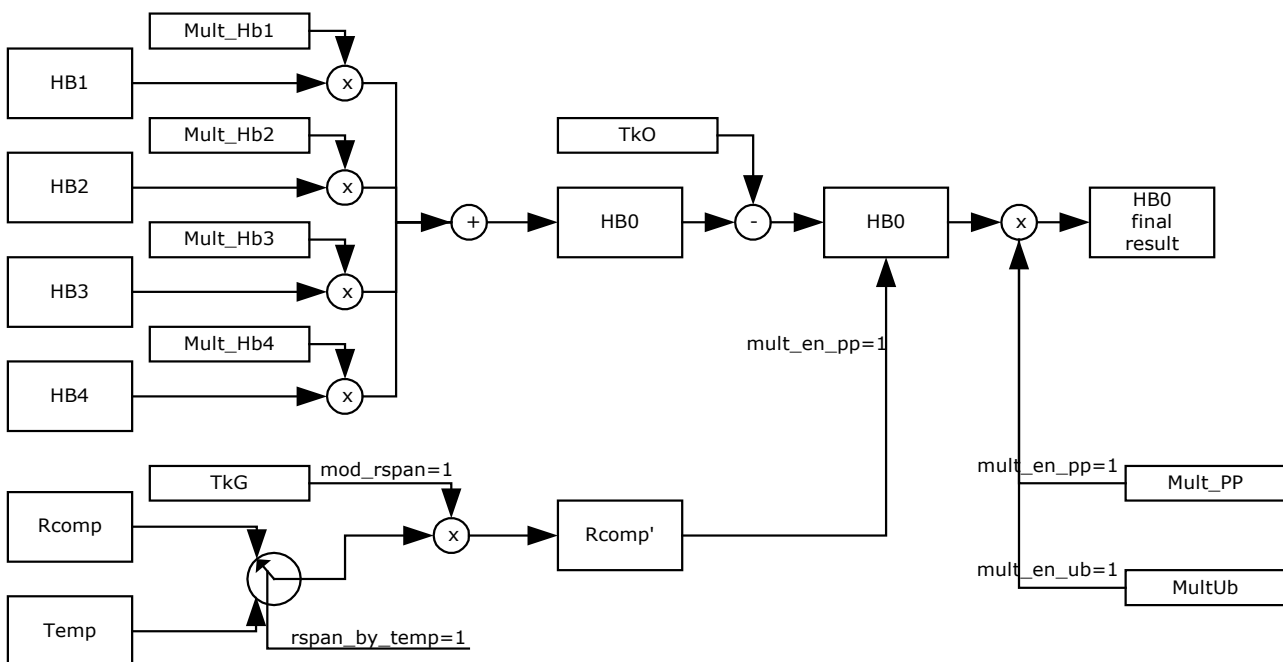 Mult_Hb1
HB1
x
Mult_Hb2
HB2
x
Mult_Hb3
HB3
x
Mult_Hb4
HB4
x
+
HB0
TkO
-
HB0
x
HB0
final
result
mult_en_pp=1
TkG
mod_rspan=1
Rcomp
x
Rcomp'
Temp
rspan_by_temp=1
mult_en_pp=1
Mult_PP
mult_en_ub=1
MultUb